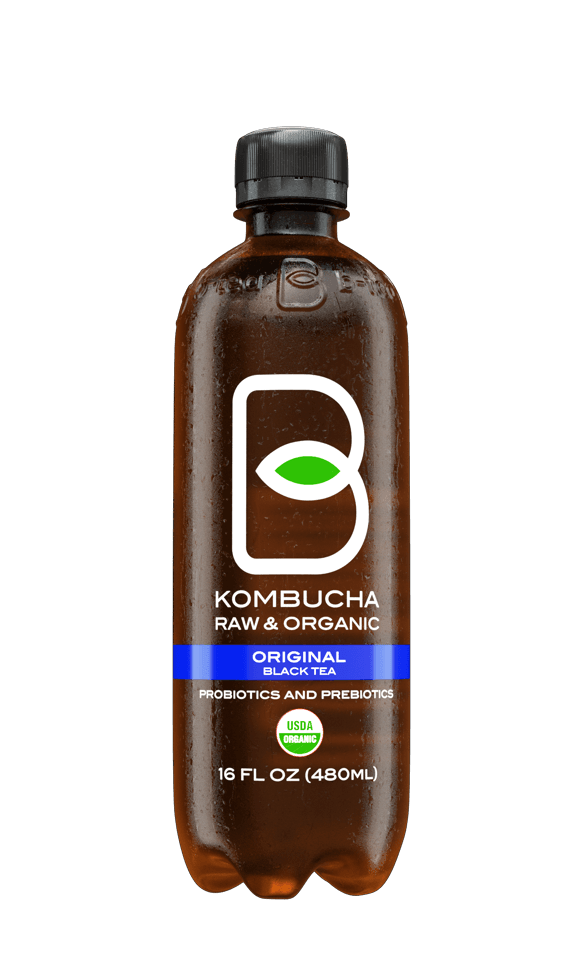 B
KOMBUCHA
RAW & ORGANIC
ORIGINAL
BLACK TEA
PROBIOTICS AND PREBIOTICS
USDA
ORGANIC
16 FL OZ (480ML)